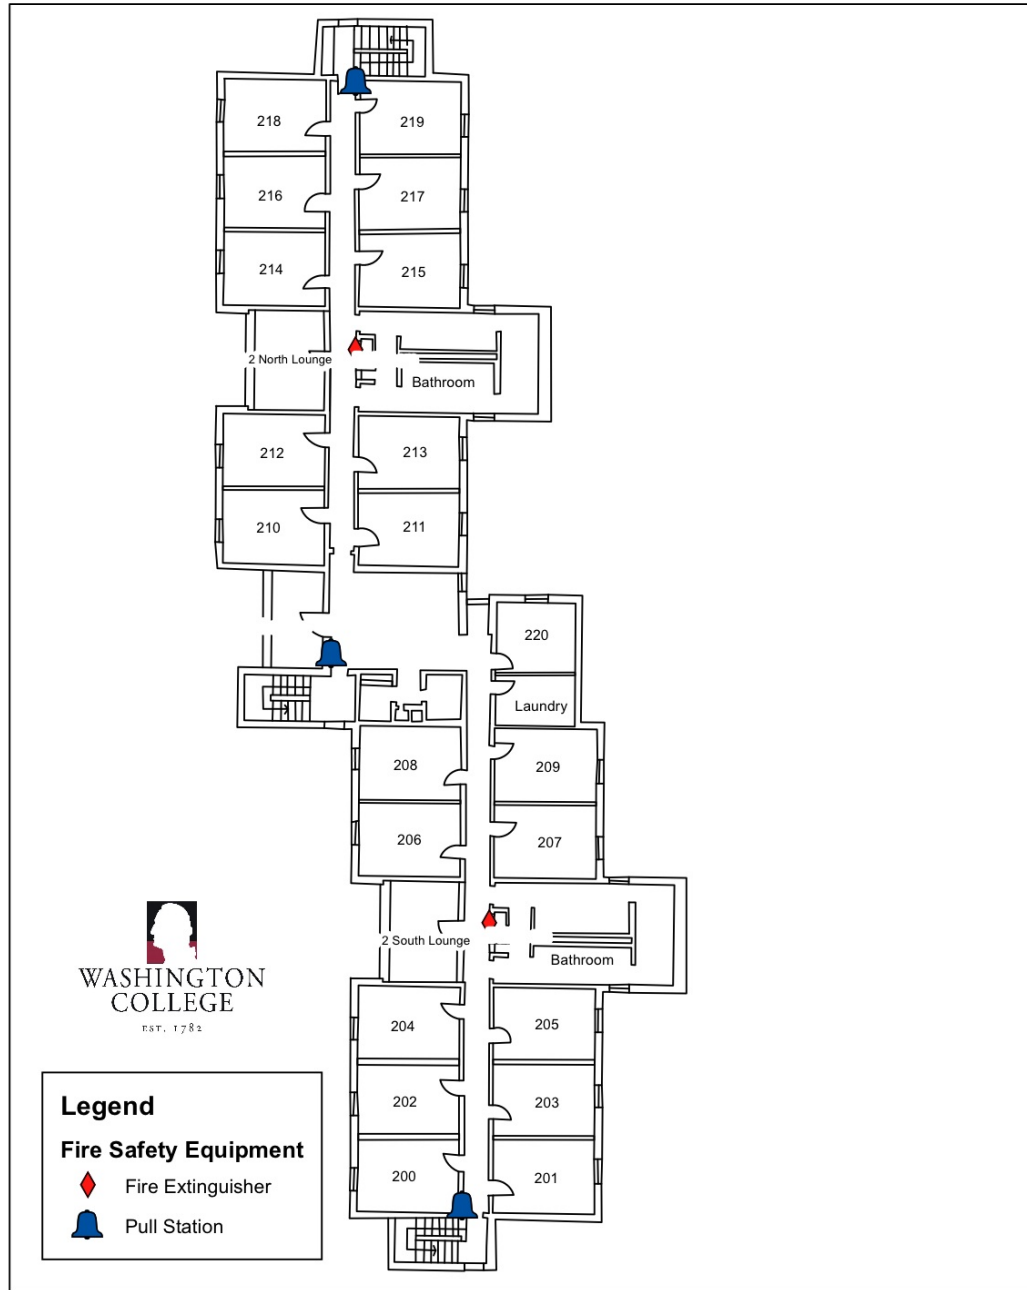 218
219
216
217
214
215
2 North Lounge
Bathroom
212
213
210
211
220
Laundry
208
209
206
207
2 South Lounge
Bathroom
204
205
202
203
200
201
WASHINGTON
COLLEGE
EST. 1782
Legend
Fire Safety Equipment
Fire Extinguisher
Pull Station